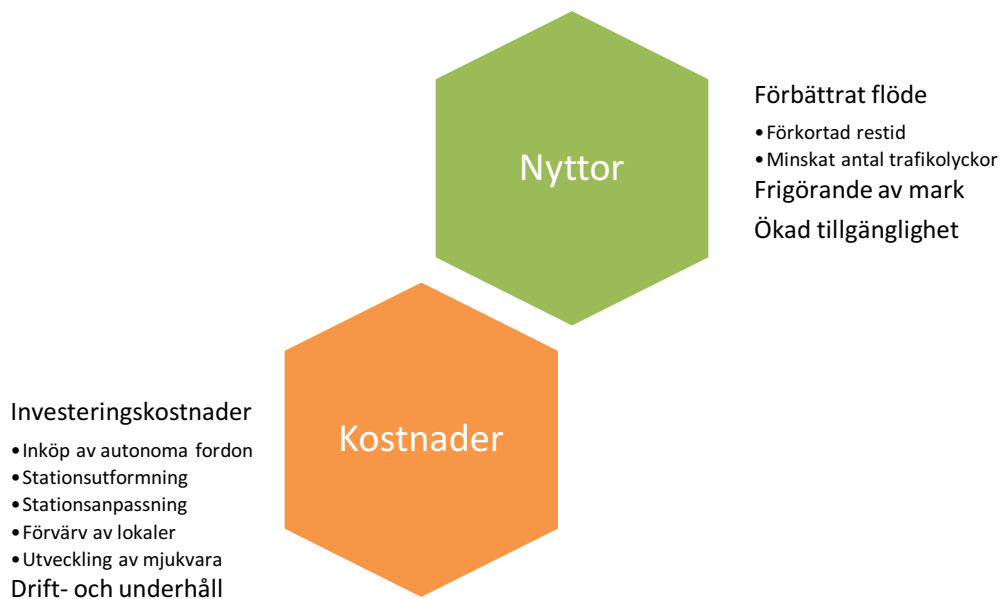 Nyttor
Förbättrat flöde
•Förkortad restid
•Minskat antal trafikolyckor
Frigörande av mark
Ökad tillgänglighet
Kostnader
Investeringskostnader
•Inköp av autonoma fordon
•Stationsutformning
•Stationsanpassning
•Förvärv av lokaler
•Utveckling av mjukvara
Drift- och underhåll